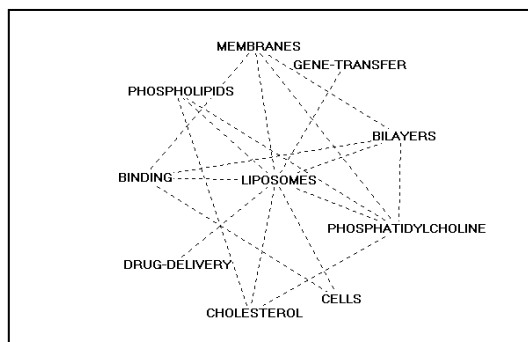 MEMBRANES
GENE-TRANSFER
PHOSPHOLIPIDS
BILAYERS
BINDING
LIPOSOMES
PHOSPHATIDYLCHOLINE
DRUG-DELIVERY
CELLS
CHOLESTEROL